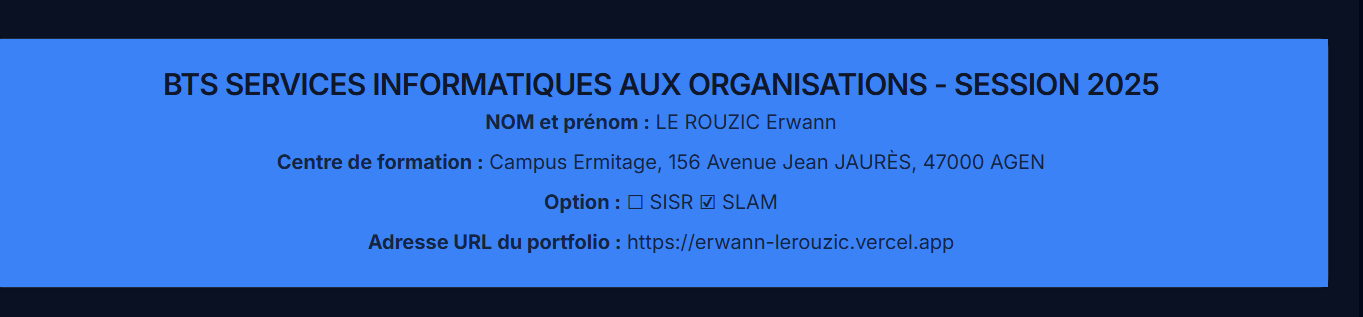 BTS SERVICES INFORMATIQUES AUX ORGANISATIONS - SESSION 2025
NOM et prénom : LE ROUZIC Erwann
Centre de formation : Campus Ermitage, 156 Avenue Jean JAURÈS, 47000 AGEN
Option : ☐ SISR ☑ SLAM
Adresse URL du portfolio : https://erwann-lerouzic.vercel.app